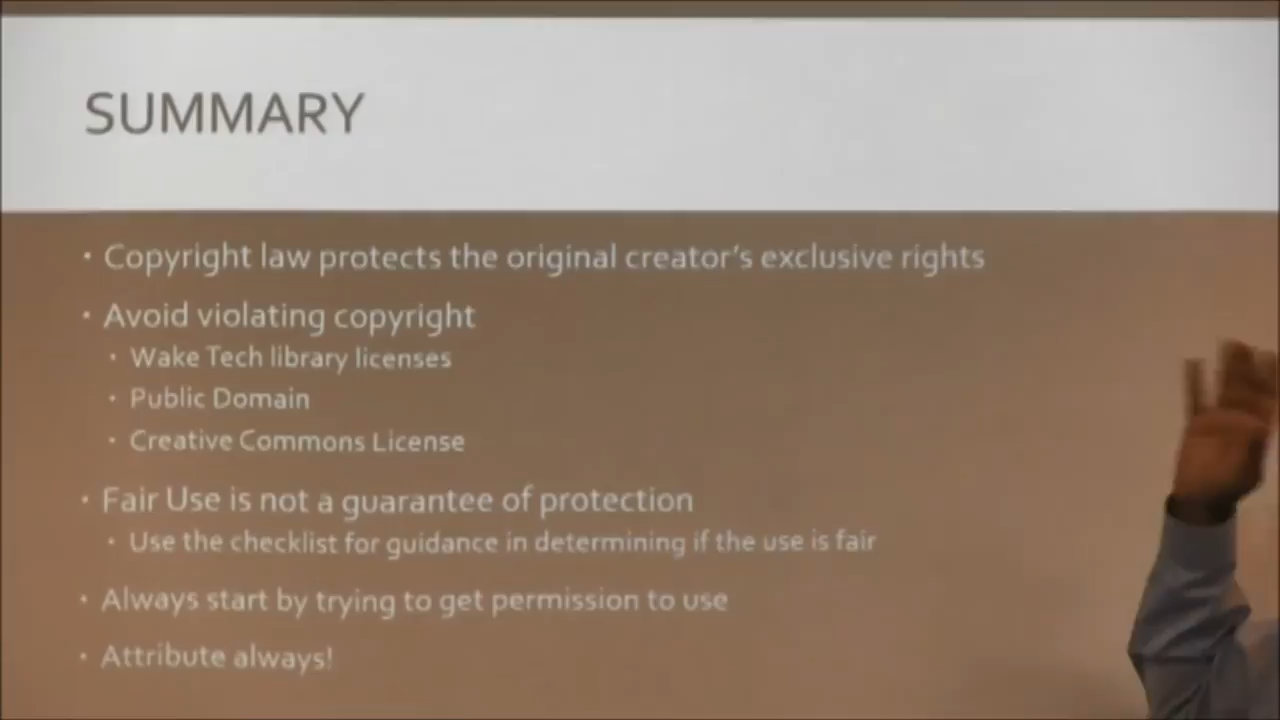 SUMMARY
• Copyright law protects the original creator's exclusive rights
• Avoid violating copyright
• Wake Tech library licenses
• Public Domain
• Creative Commons License
• Fair Use is not a guarantee of protection
• Use the checklist for guidance in determining if the use is fair
• Always start by trying to get permission to use
• Attribute always!